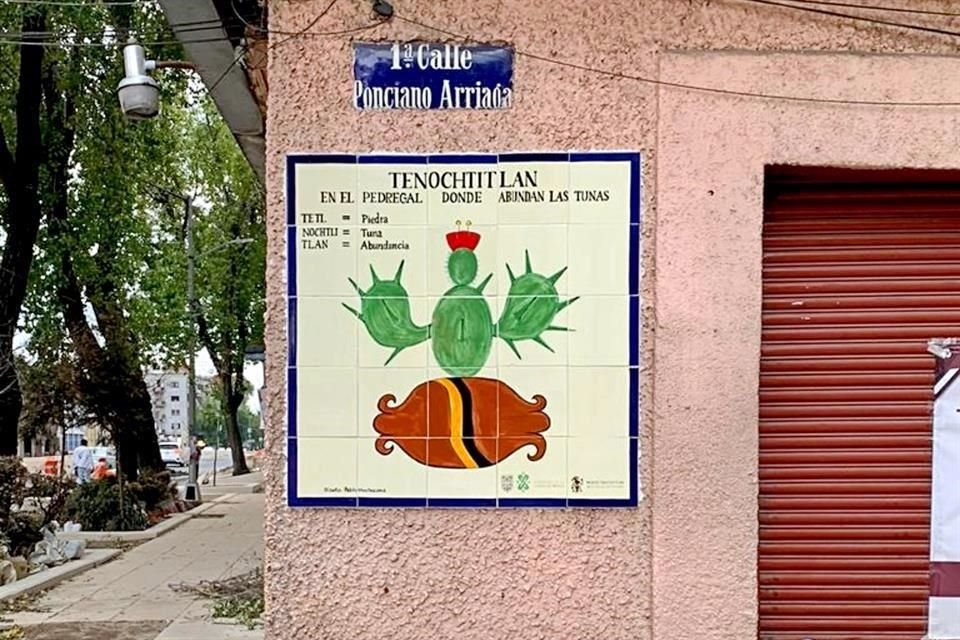 1ª Calle
Ponciano Arriaga
TENOCHTITLAN
EN EL PEDREGAL DONDE ABUNDAN LAS TUNAS
TETL = Piedra
NOCHTLI = Tuna
TLAN = Abundancia